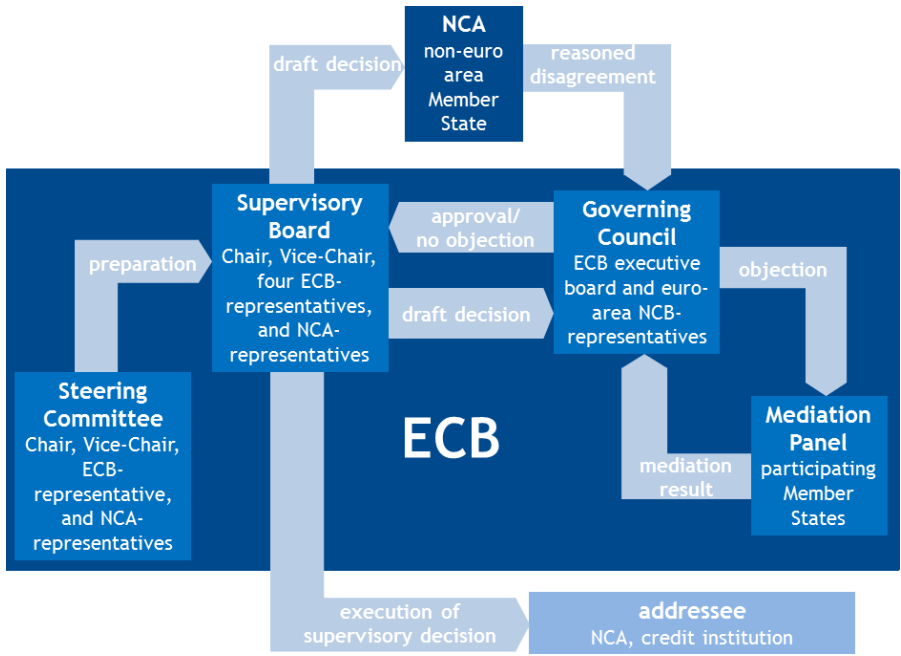 NCA
non-euro
area
Member
State
draft decision
reasoned
disagreement
Supervisory
Board
Chair, Vice-Chair,
four ECB-
representatives,
and NCA-
representatives
approval/
no objection
Governing
Council
ECB executive
board and euro-
area NCB-
representatives
preparation
objection
draft decision
Steering
Committee
Chair, Vice-Chair,
ECB-
representative,
and NCA-
representatives
ECB
Mediation
Panel
participating
Member
States
mediation
result
execution of
supervisory decision
addressee
NCA, credit institution